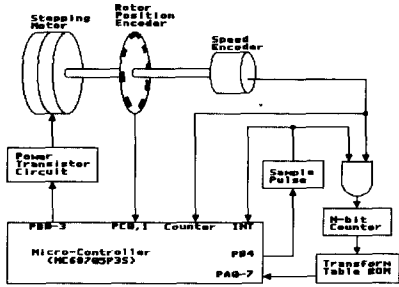 Stepping
Motor
Rotor
Position
Encoder
Speed
Encoder
Power
Transistor
Circuit
Sample
Pulse
N-bit
Counter
PB0-3
PC0,1
Counter
INT
Micro-Controller
(MC68705P3S)
PB4
PA0-7
Transform
Table ROM